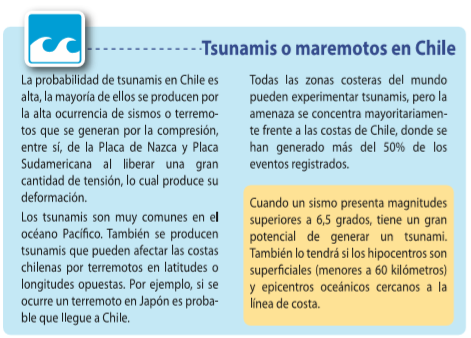 Tsunamis o maremotos en Chile
La probabilidad de tsunamis en Chile es
alta, la mayoría de ellos se producen por
la alta ocurrencia de sismos o terremo-
tos que se generan por la compresión,
entre sí, de la Placa de Nazca y Placa
Sudamericana al liberar una gran
cantidad de tensión, lo cual produce su
deformación.
Los tsunamis son muy comunes en el
océano Pacífico. También se producen
tsunamis que pueden afectar las costas
chilenas por terremotos en latitudes o
longitudes opuestas. Por ejemplo, si se
ocurre un terremoto en Japón es proba-
ble que llegue a Chile.
Todas las zonas costeras del mundo
pueden experimentar tsunamis, pero la
amenaza se concentra mayoritariamen-
te frente a las costas de Chile, donde se
han generado más del 50% de los
eventos registrados.
Cuando un sismo presenta magnitudes
superiores a 6,5 grados, tiene un gran
potencial de generar un tsunami.
También lo tendrá si los hipocentros son
superficiales (menores a 60 kilómetros)
y epicentros oceánicos cercanos a la
línea de costa.